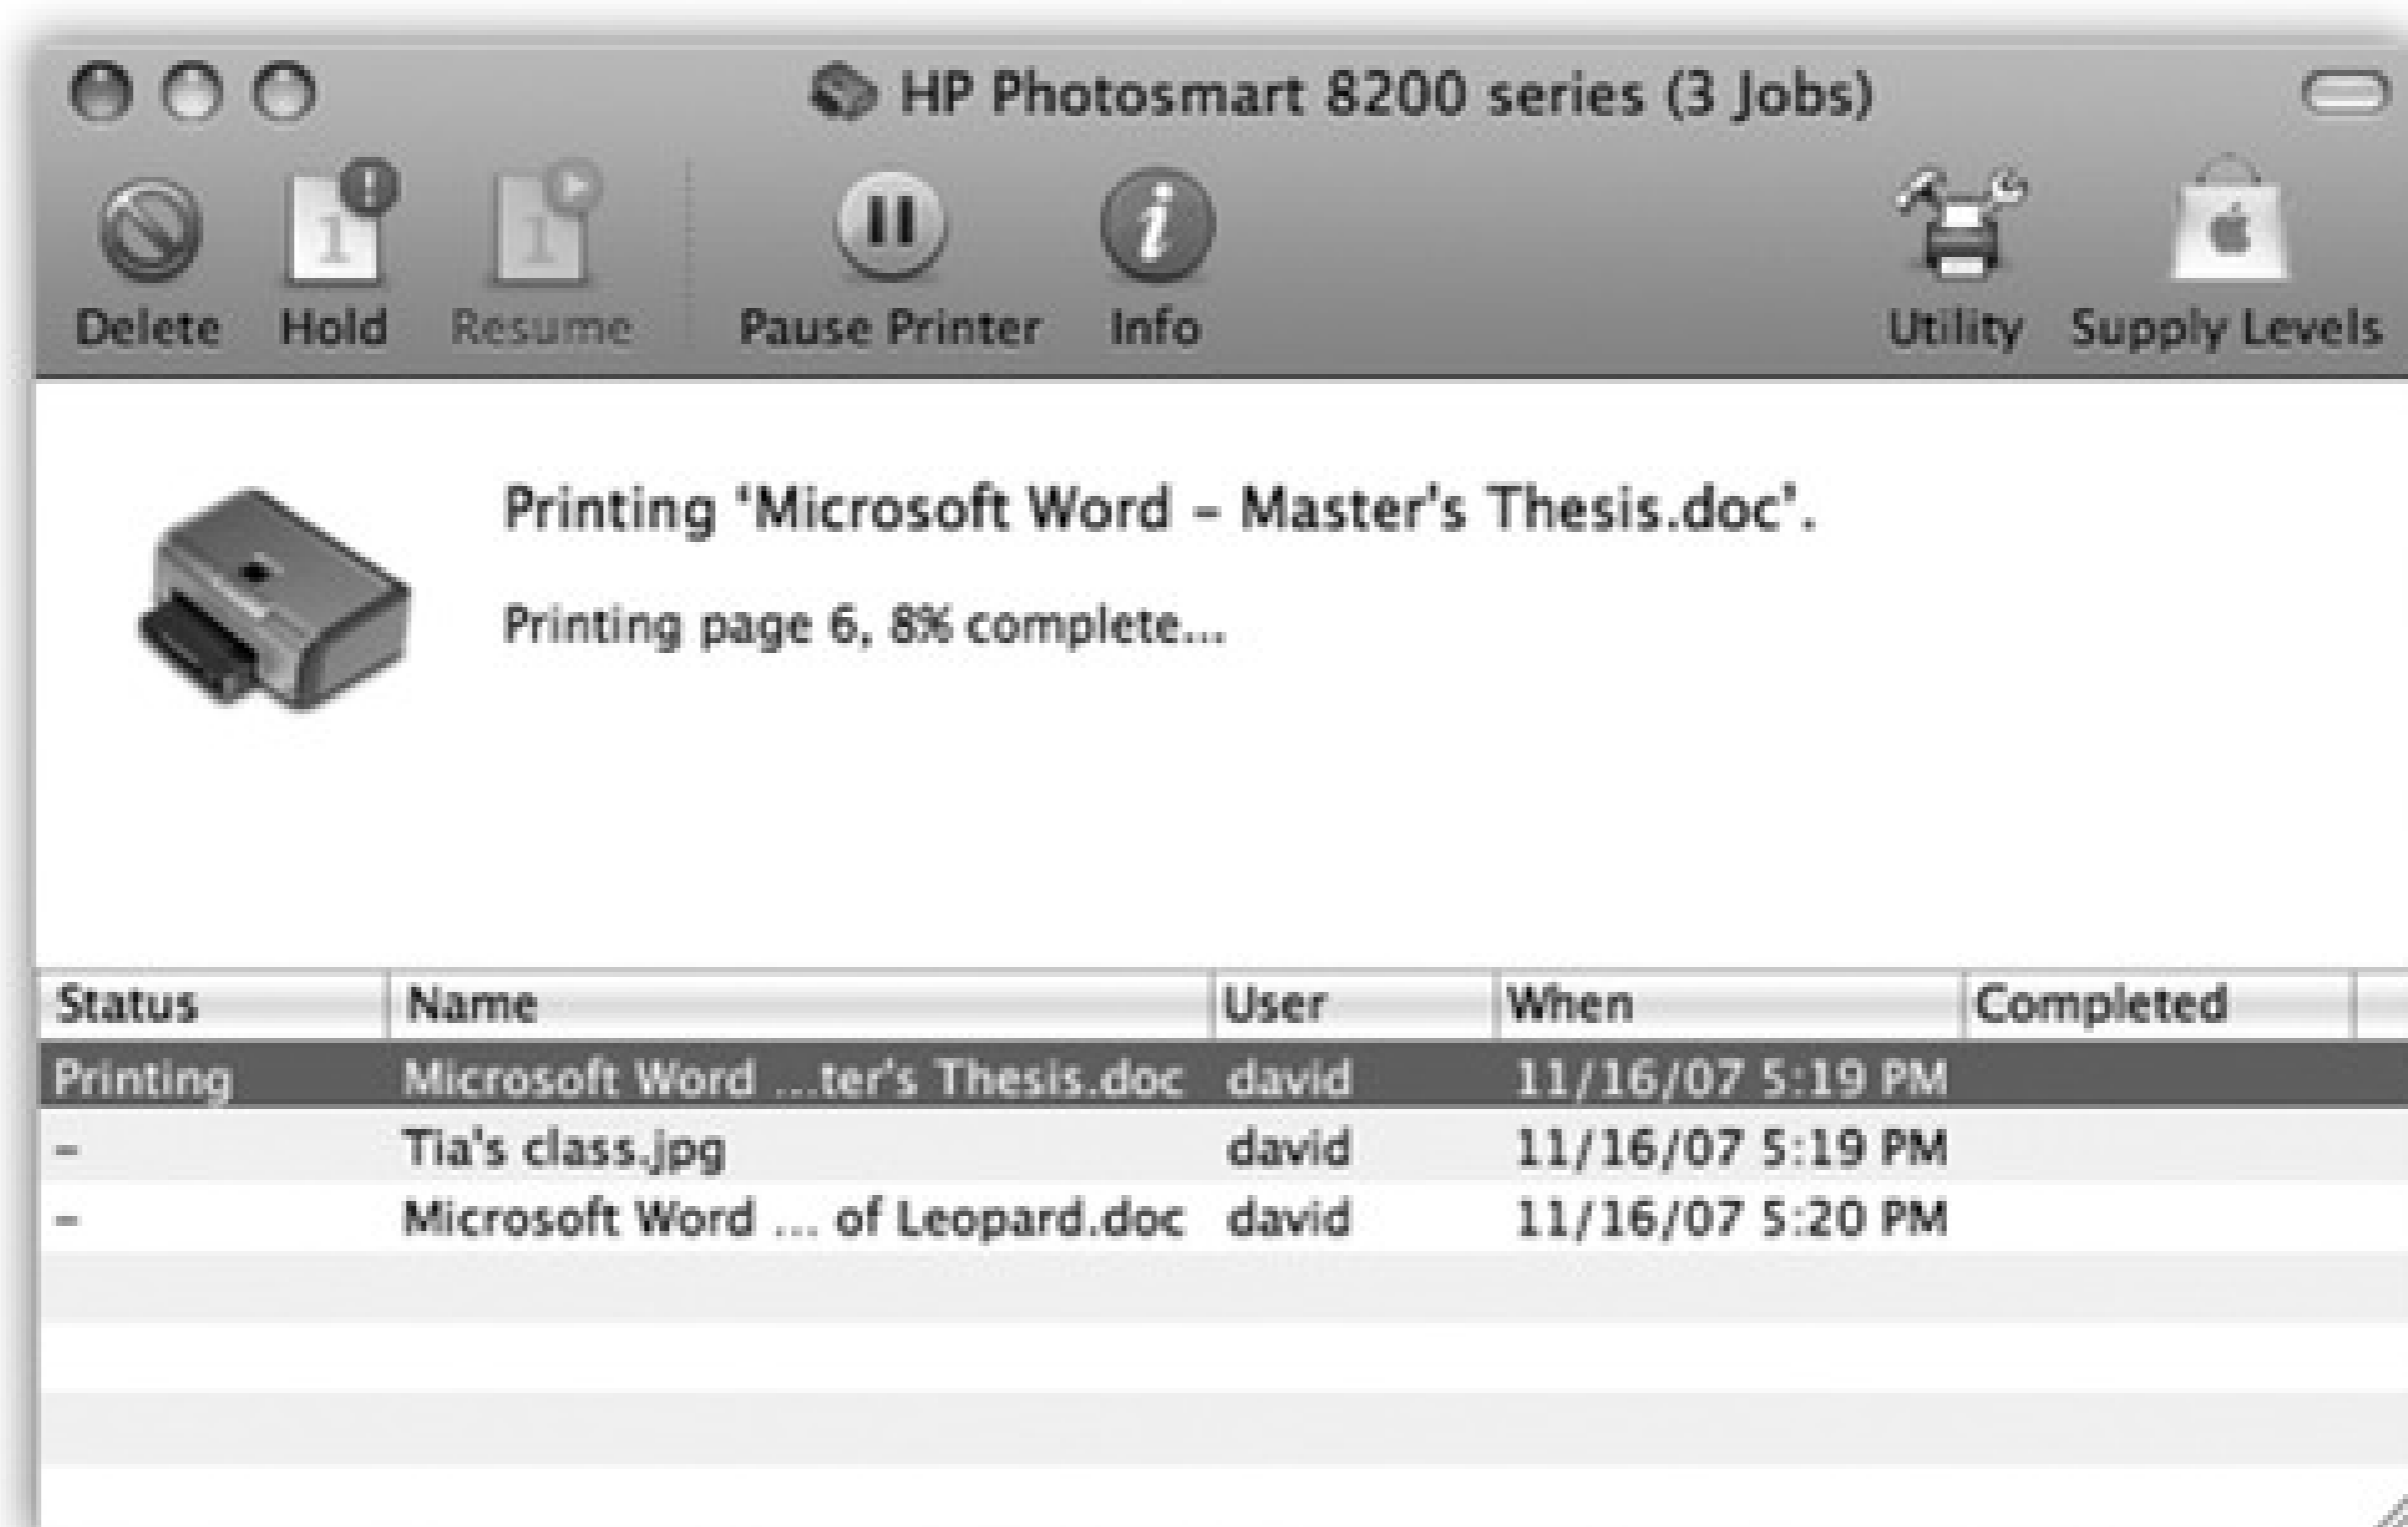 HP Photosmart 8200 series (3 Jobs)
Delete Hold Resume Pause Printer Info Utility Supply Levels
Printing ‘Microsoft Word – Master's Thesis.doc’.
Printing page 6, 8% complete...
Status Name User When Completed
Printing Microsoft Word ...ter's Thesis.doc david 11/16/07 5:19 PM
– Tia's class.jpg david 11/16/07 5:19 PM
– Microsoft Word ... of Leopard.doc david 11/16/07 5:20 PM